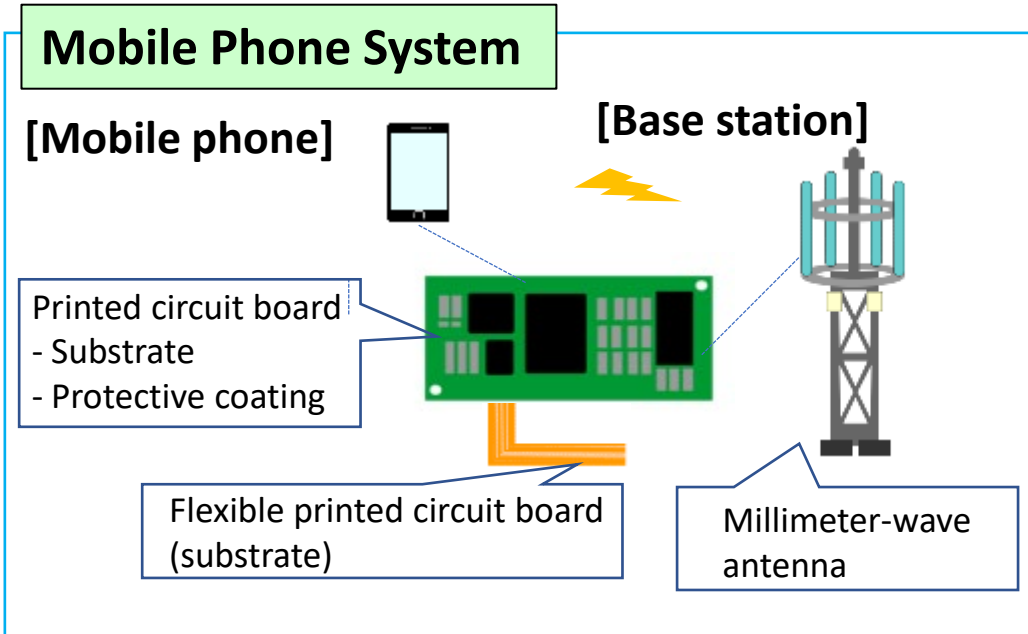 Mobile Phone System
[Mobile phone]
[Base station]
Printed circuit board
- Substrate
- Protective coating
Flexible printed circuit board
(substrate)
Millimeter-wave
antenna